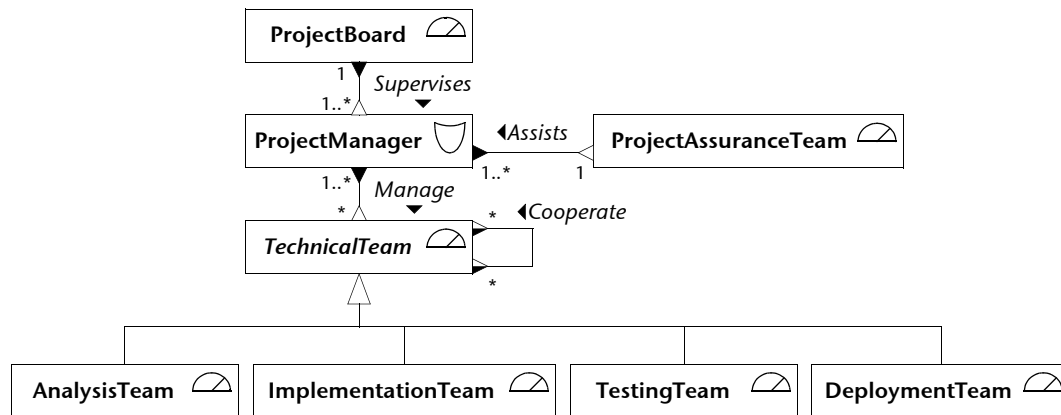 ProjectBoard
1
Supervises
1..*
ProjectManager
Assists
ProjectAssuranceTeam
1..*
1
1..*
Manage
*
*
Cooperate
TechnicalTeam
*
AnalysisTeam
ImplementationTeam
TestingTeam
DeploymentTeam